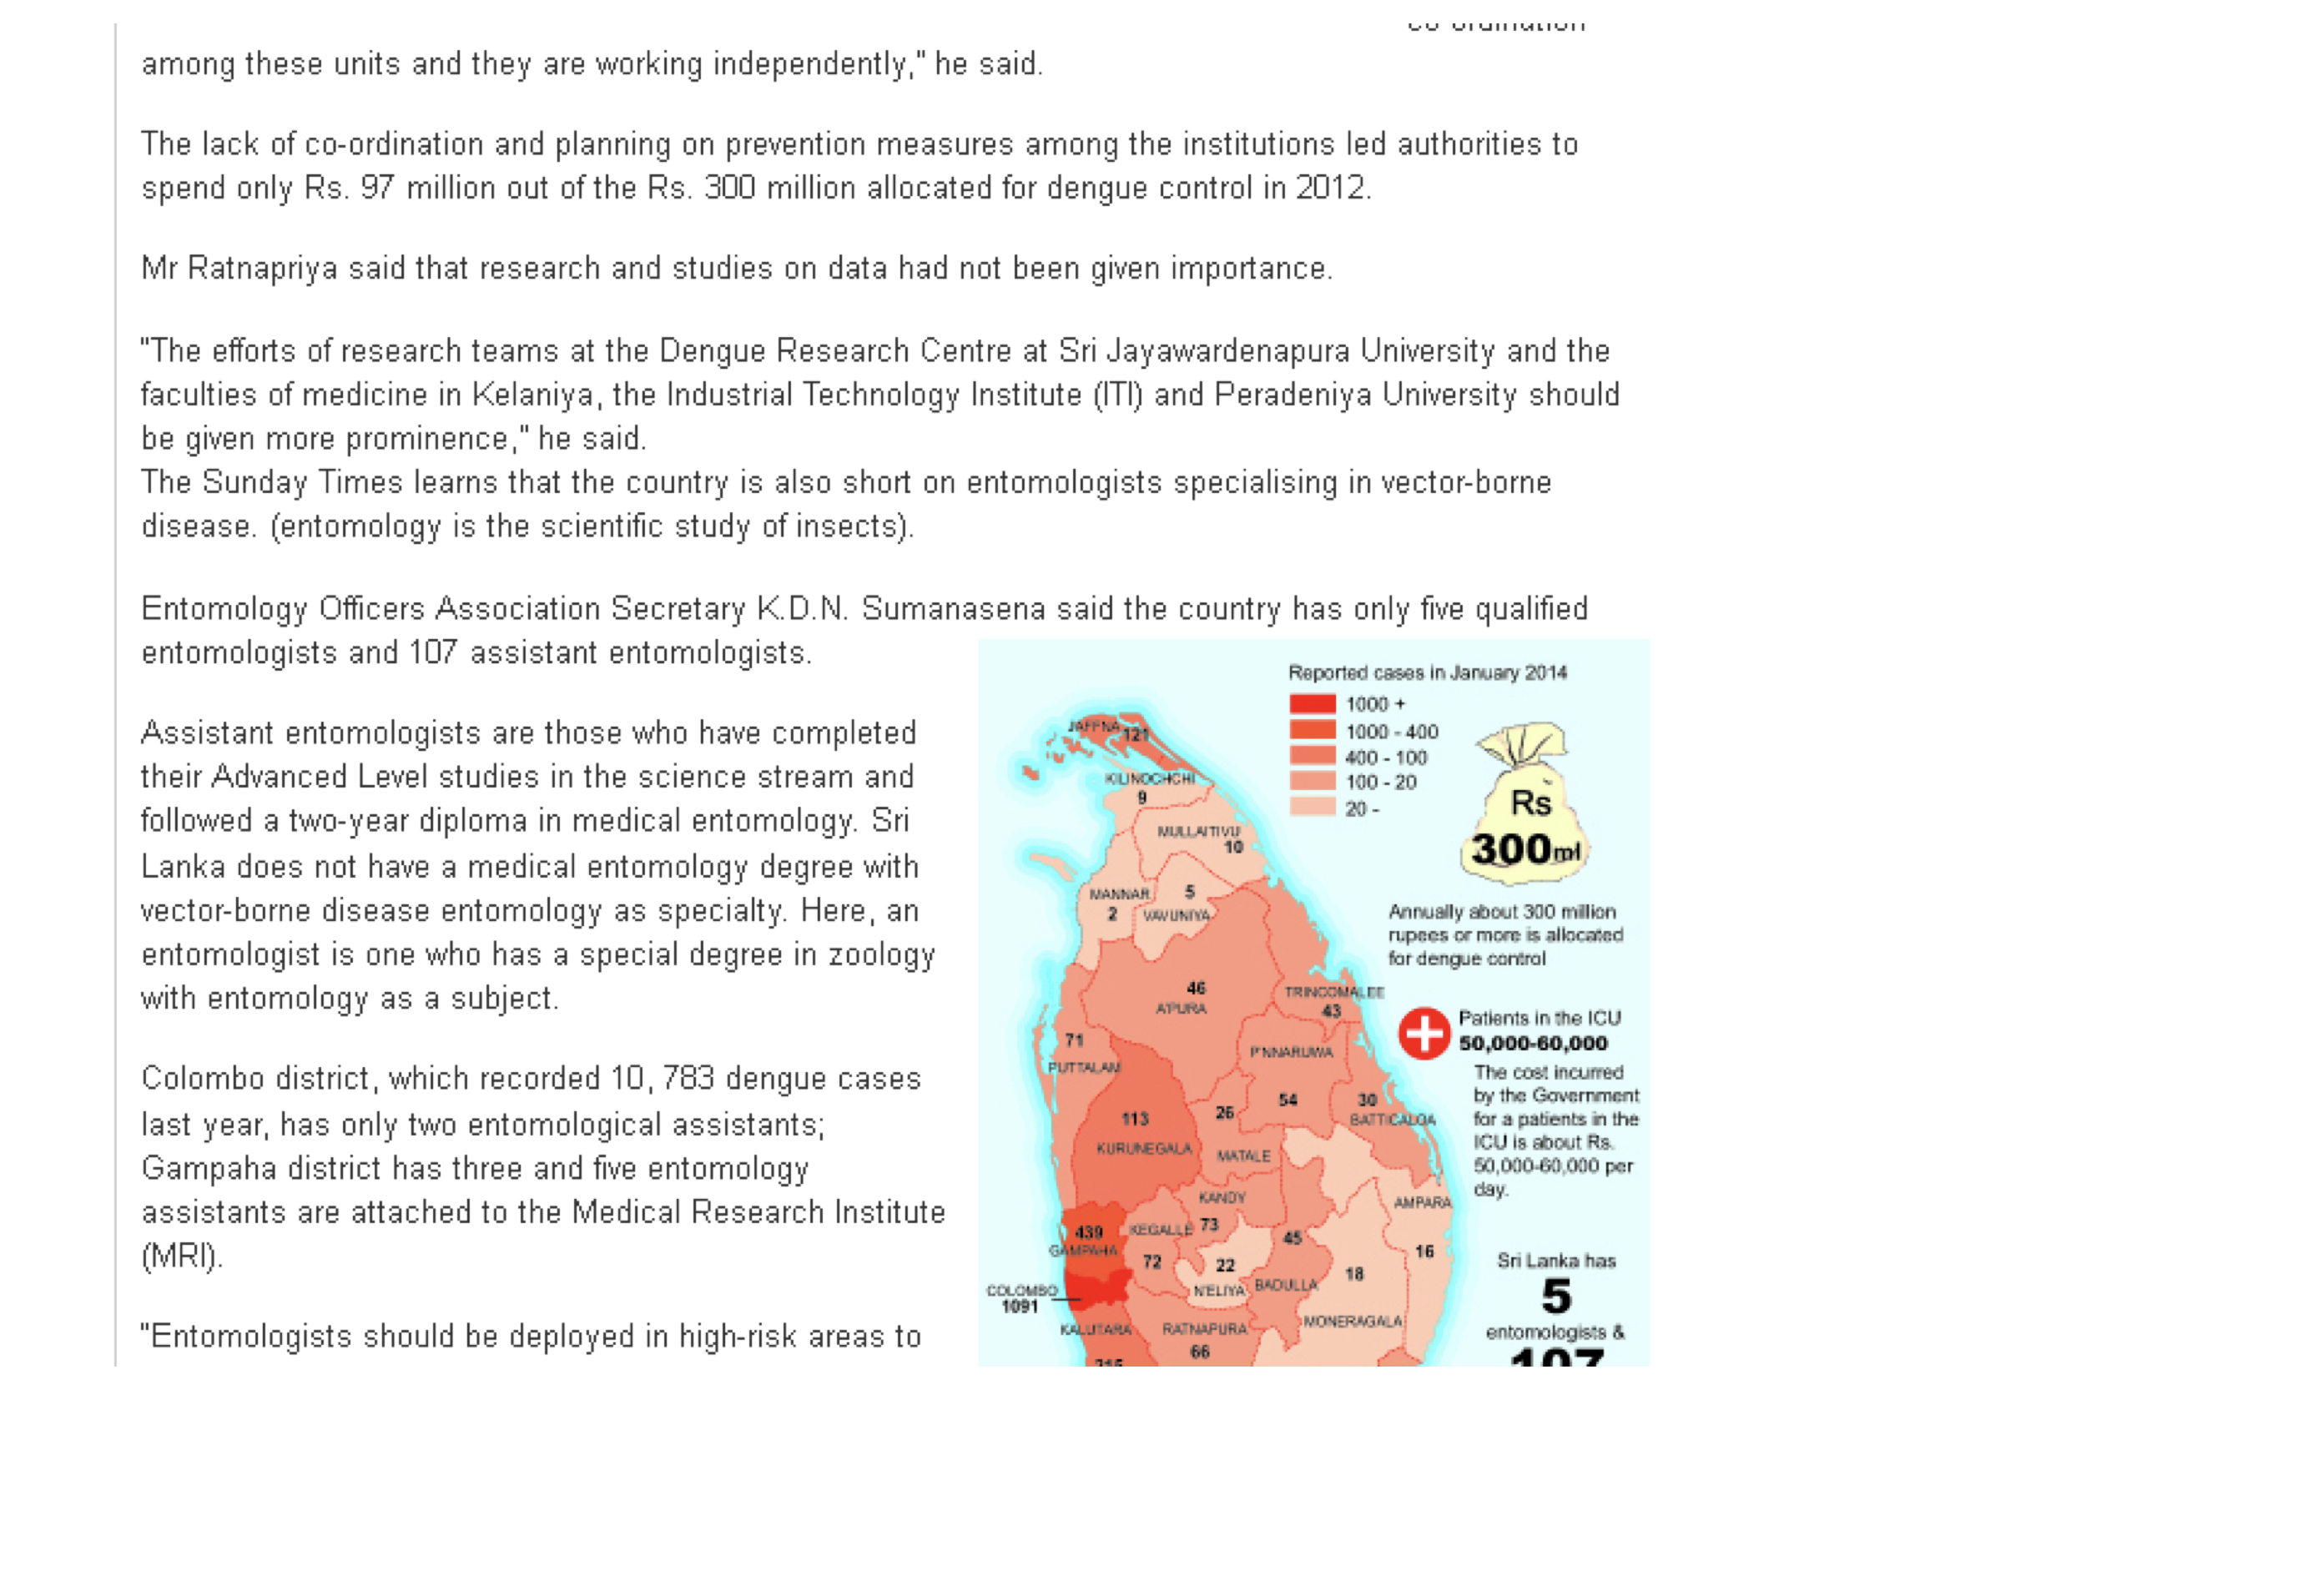 co-ordination
among these units and they are working independently," he said.
The lack of co-ordination and planning on prevention measures among the institutions led authorities to
spend only Rs. 97 million out of the Rs. 300 million allocated for dengue control in 2012.
Mr Ratnapriya said that research and studies on data had not been given importance.
"The efforts of research teams at the Dengue Research Centre at Sri Jayawardenapura University and the
faculties of medicine in Kelaniya, the Industrial Technology Institute (ITI) and Peradeniya University should
be given more prominence," he said.
The Sunday Times learns that the country is also short on entomologists specialising in vector-borne
disease. (entomology is the scientific study of insects).
Entomology Officers Association Secretary K.D.N. Sumanasena said the country has only five qualified
entomologists and 107 assistant entomologists.
Assistant entomologists are those who have completed
their Advanced Level studies in the science stream and
followed a two-year diploma in medical entomology. Sri
Lanka does not have a medical entomology degree with
vector-borne disease entomology as specialty. Here, an
entomologist is one who has a special degree in zoology
with entomology as a subject.
Colombo district, which recorded 10, 783 dengue cases
last year, has only two entomological assistants;
Gampaha district has three and five entomology
assistants are attached to the Medical Research Institute
(MRI).
"Entomologists should be deployed in high-risk areas to
Reported cases in January 2014
1000 +
1000 - 400
400 - 100
100 - 20
20 -
Rs
300ml
Annually about 300 million
rupees or more is allocated
for dengue control
Patients in the ICU
50,000-60,000
The cost incurred
by the Government
for a patients in the
ICU is about Rs.
50,000-60,000 per
day.
Sri Lanka has
5
entomologists &
107
JAFFNA
121
KILINOCHCHI
9
MULLAITIVU
10
MANNAR
2
5
VAVUNIYA
46
A'PURA
TRINCOMALEE
43
71
PUTTALAM
P'NNARUWA
54
113
KURUNEGALA
26
MATALE
30
BATTICALOA
KANDY
73
AMPARA
16
439
GAMPAHA
KEGALLE
72
22
N'ELIYA
45
BADULLA
18
MONERAGALA
COLOMBO
1091
KALUTARA
RATNAPURA
66